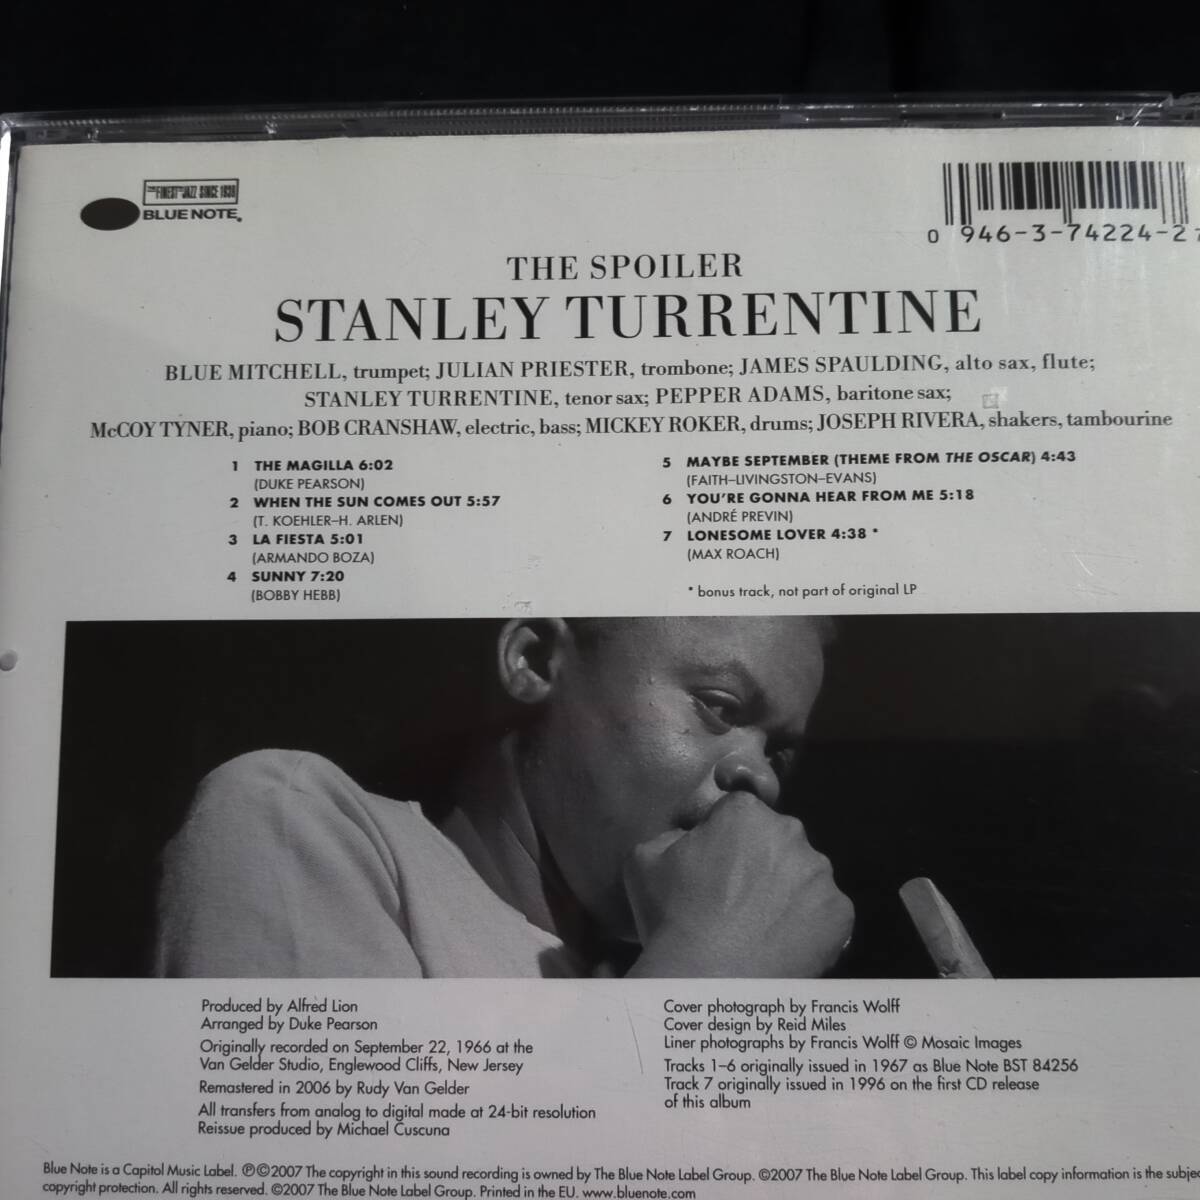 THE FINEST IN JAZZ SINCE 1939
BLUE NOTE®
0 946-3-74224-2 7
THE SPOILER
STANLEY TURRENTINE
BLUE MITCHELL, trumpet; JULIAN PRIESTER, trombone; JAMES SPAULDING, alto sax, flute;
STANLEY TURRENTINE, tenor sax; PEPPER ADAMS, baritone sax;
McCOY TYNER, piano; BOB CRANSHAW, electric, bass; MICKEY ROKER, drums; JOSEPH RIVERA, shakers, tambourine
1 THE MAGILLA 6:02
(DUKE PEARSON)
2 WHEN THE SUN COMES OUT 5:57
(T. KOEHLER–H. ARLEN)
3 LA FIESTA 5:01
(ARMANDO BOZA)
4 SUNNY 7:20
(BOBBY HEBB)
5 MAYBE SEPTEMBER (THEME FROM THE OSCAR) 4:43
(FAITH–LIVINGSTON–EVANS)
6 YOU'RE GONNA HEAR FROM ME 5:18
(ANDRÉ PREVIN)
7 LONESOME LOVER 4:38 *
(MAX ROACH)
* bonus track, not part of original LP
Produced by Alfred Lion
Arranged by Duke Pearson
Originally recorded on September 22, 1966 at the
Van Gelder Studio, Englewood Cliffs, New Jersey
Remastered in 2006 by Rudy Van Gelder
All transfers from analog to digital made at 24-bit resolution
Reissue produced by Michael Cuscuna
Cover photograph by Francis Wolff
Cover design by Reid Miles
Liner photographs by Francis Wolff © Mosaic Images
Tracks 1–6 originally issued in 1967 as Blue Note BST 84256
Track 7 originally issued in 1996 on the first CD release
of this album
Blue Note is a Capitol Music Label. ℗©2007 The copyright in this sound recording is owned by The Blue Note Label Group. ©2007 The Blue Note Label Group. This label copy information is the subjec
copyright protection. All rights reserved. ©2007 The Blue Note Label Group. Printed in the EU. www.bluenote.com